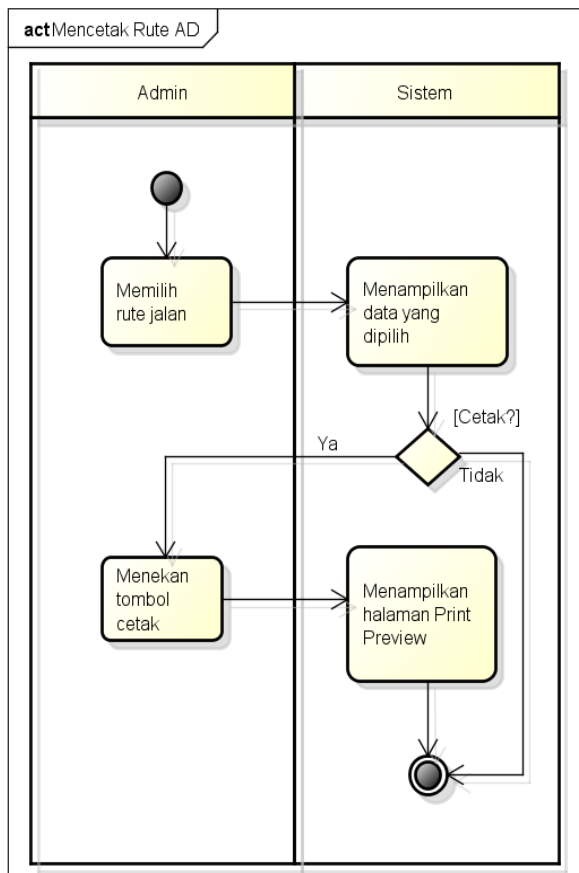 act Mencetak Rute AD
Admin
Sistem
Memilih
rute jalan
Menampilkan
data yang
dipilih
[Cetak?]
Ya
Tidak
Menekan
tombol
cetak
Menampilkan
halaman Print
Preview